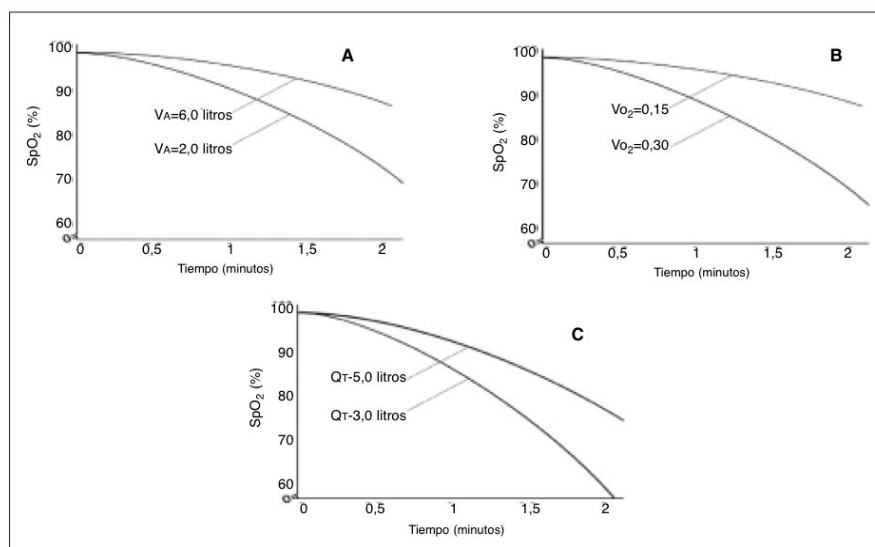 A
SpO2 (%)
100
90
80
70
60
0
VA=6,0 litros
VA=2,0 litros
0 0,5 1 1,5 2
Tiempo (minutos)
B
SpO2 (%)
100
90
80
70
60
0
Vo2=0,15
Vo2=0,30
0 0,5 1 1,5 2
Tiempo (minutos)
C
SpO2 (%)
100
90
80
70
60
0
QT-5,0 litros
QT-3,0 litros
0 0,5 1 1,5 2
Tiempo (minutos)